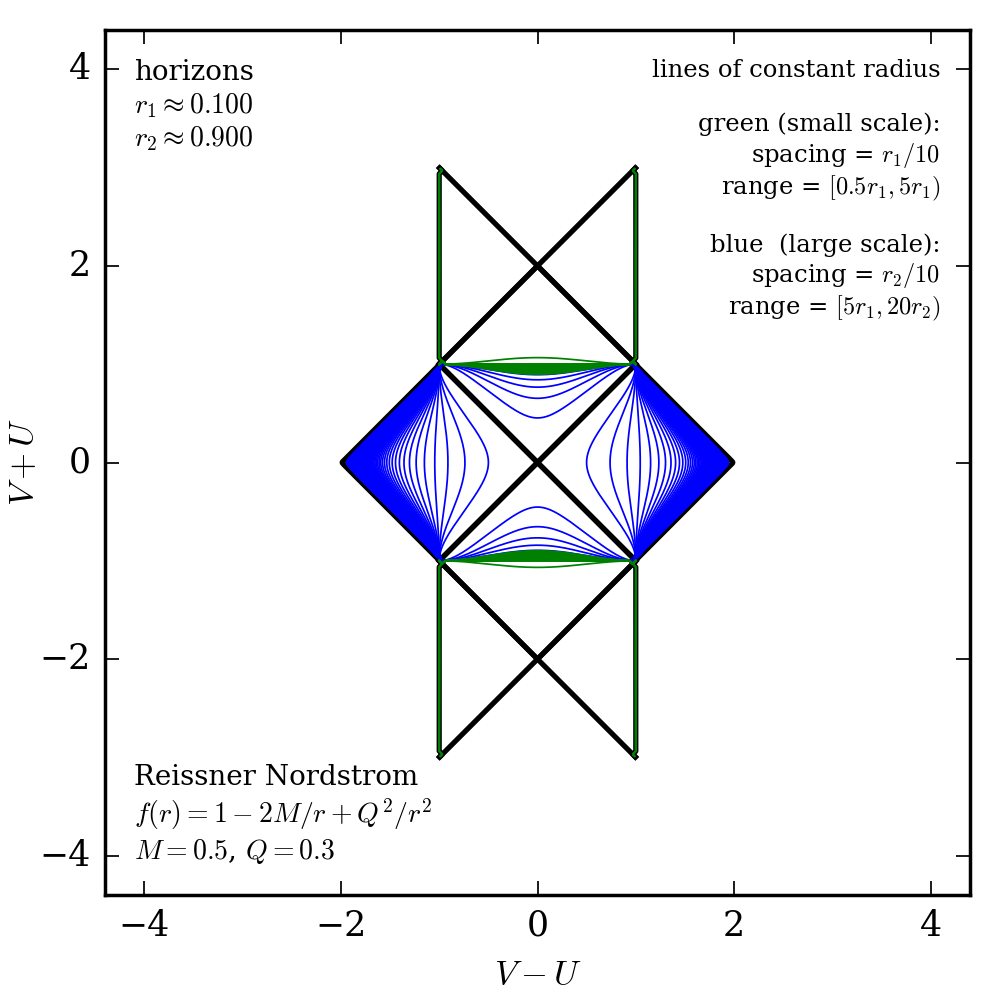 horizons
r₁ ≈ 0.100
r₂ ≈ 0.900
lines of constant radius
green (small scale):
spacing = r₁/10
range = [0.5r₁, 5r₁)
blue  (large scale):
spacing = r₂/10
range = [5r₁, 20r₂)
4
2
0
−2
−4
V + U
Reissner Nordstrom
f(r) = 1 − 2M/r + Q²/r²
M = 0.5, Q = 0.3
−4
−2
0
2
4
V − U